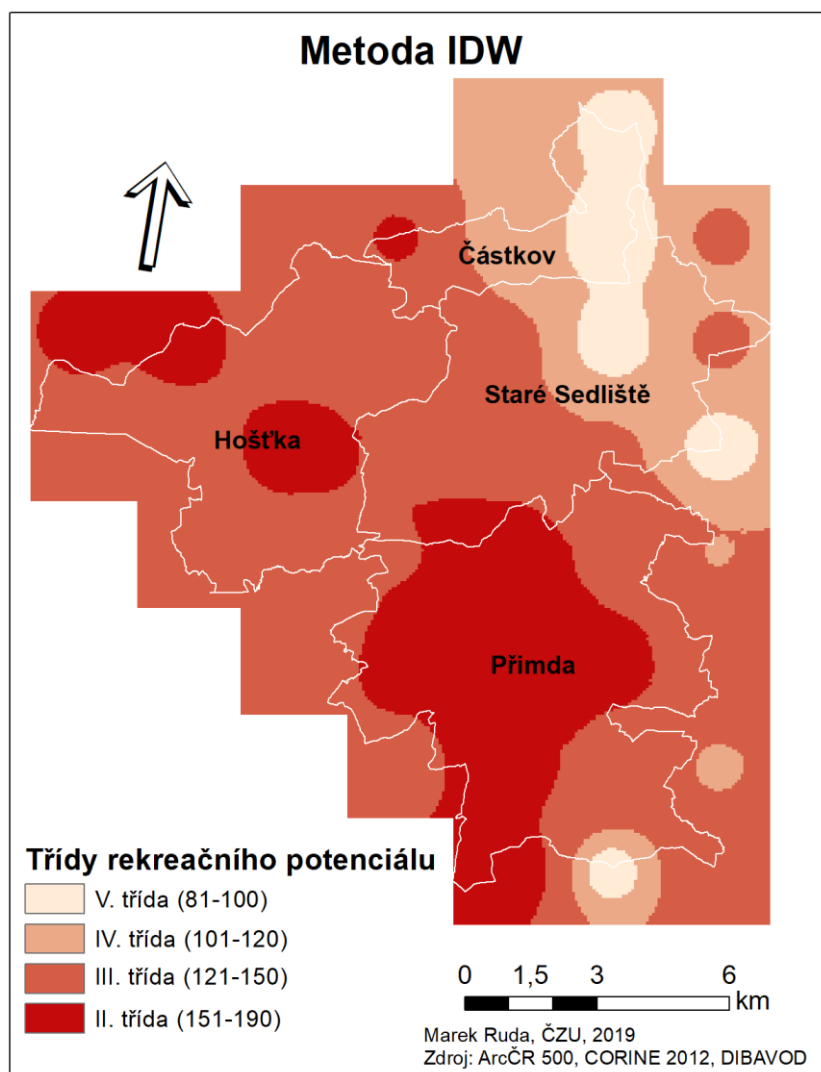 Metoda IDW
Částkov
Staré Sedliště
Hošťka
Přimda
Třídy rekreačního potenciálu
V. třída (81-100)
IV. třída (101-120)
III. třída (121-150)
II. třída (151-190)
0 1,5 3 6
km
Marek Ruda, ČZU, 2019
Zdroj: ArcČR 500, CORINE 2012, DIBAVOD